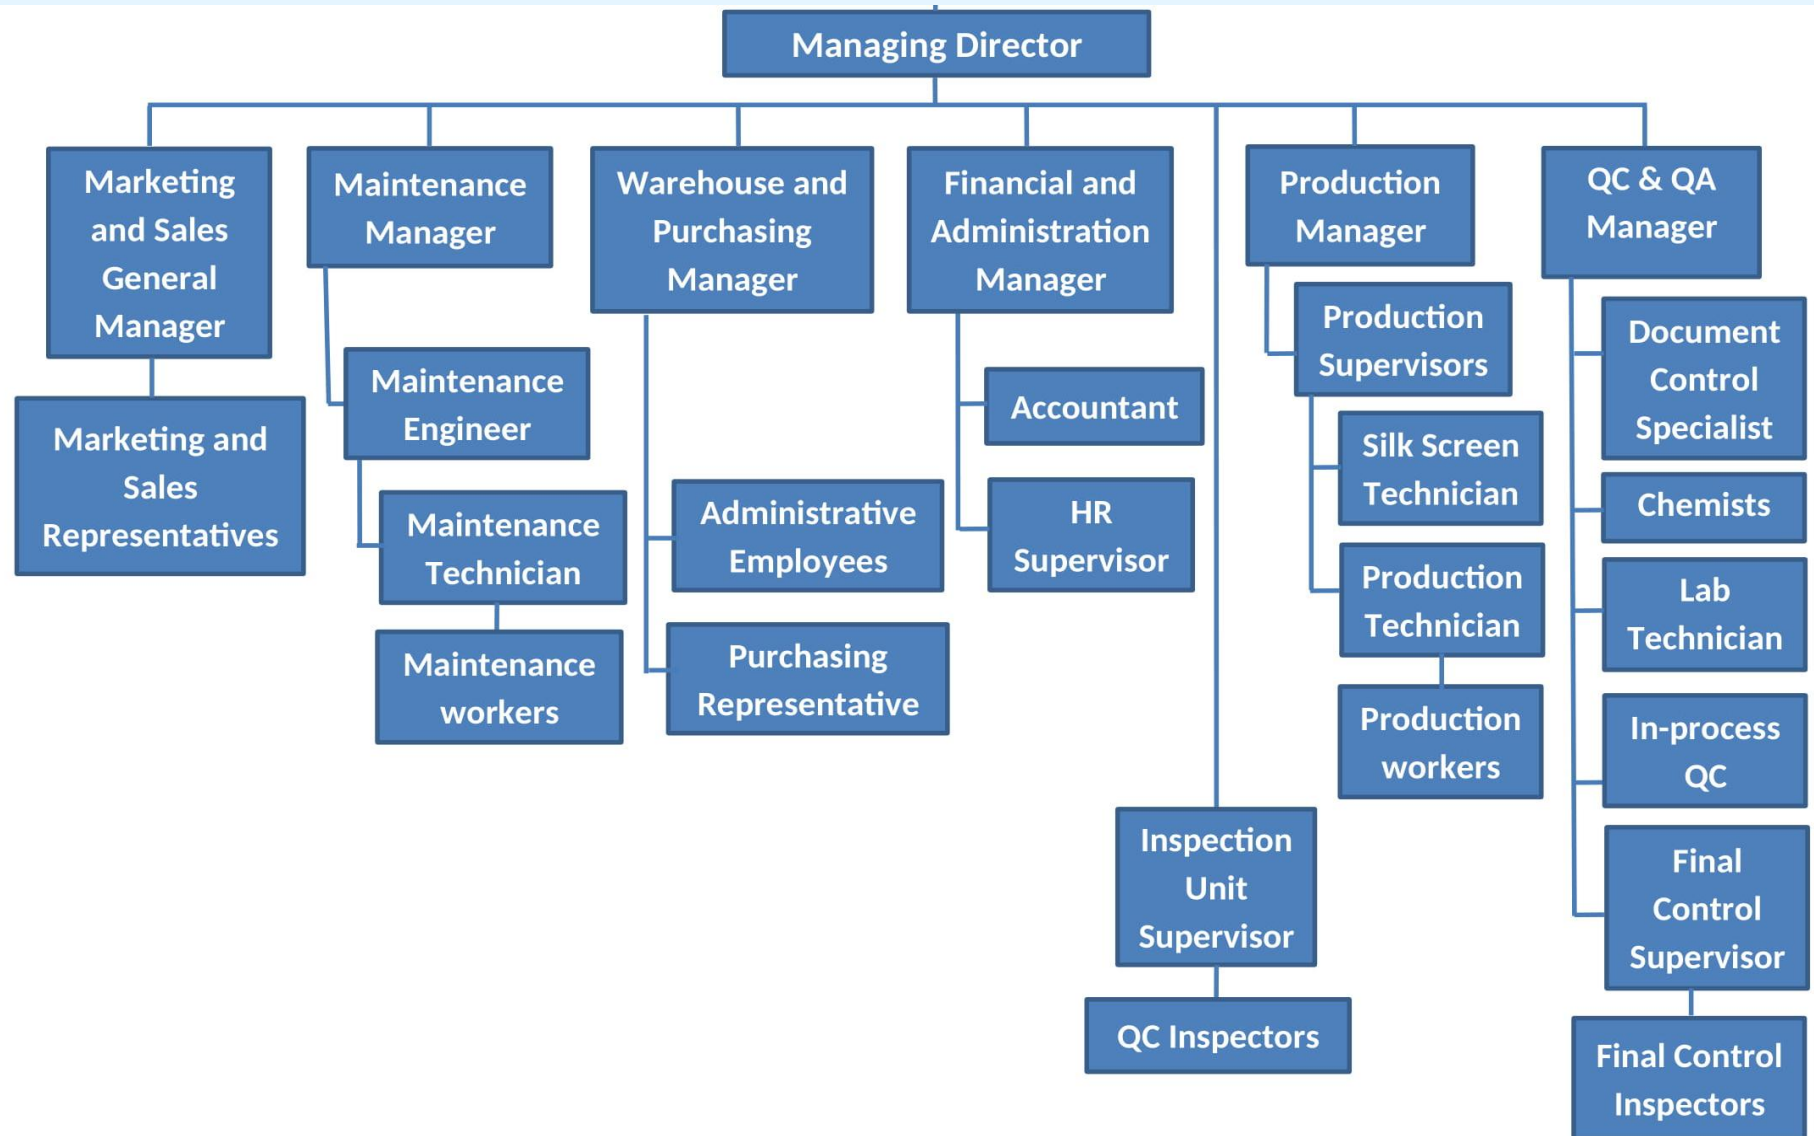 Managing Director
Marketing
and Sales
General
Manager
Marketing and
Sales
Representatives
Maintenance
Manager
Maintenance
Engineer
Maintenance
Technician
Maintenance
workers
Warehouse and
Purchasing
Manager
Administrative
Employees
Purchasing
Representative
Financial and
Administration
Manager
Accountant
HR
Supervisor
Inspection
Unit
Supervisor
QC Inspectors
Production
Manager
Production
Supervisors
Silk Screen
Technician
Production
Technician
Production
workers
QC & QA
Manager
Document
Control
Specialist
Chemists
Lab
Technician
In-process
QC
Final
Control
Supervisor
Final Control
Inspectors